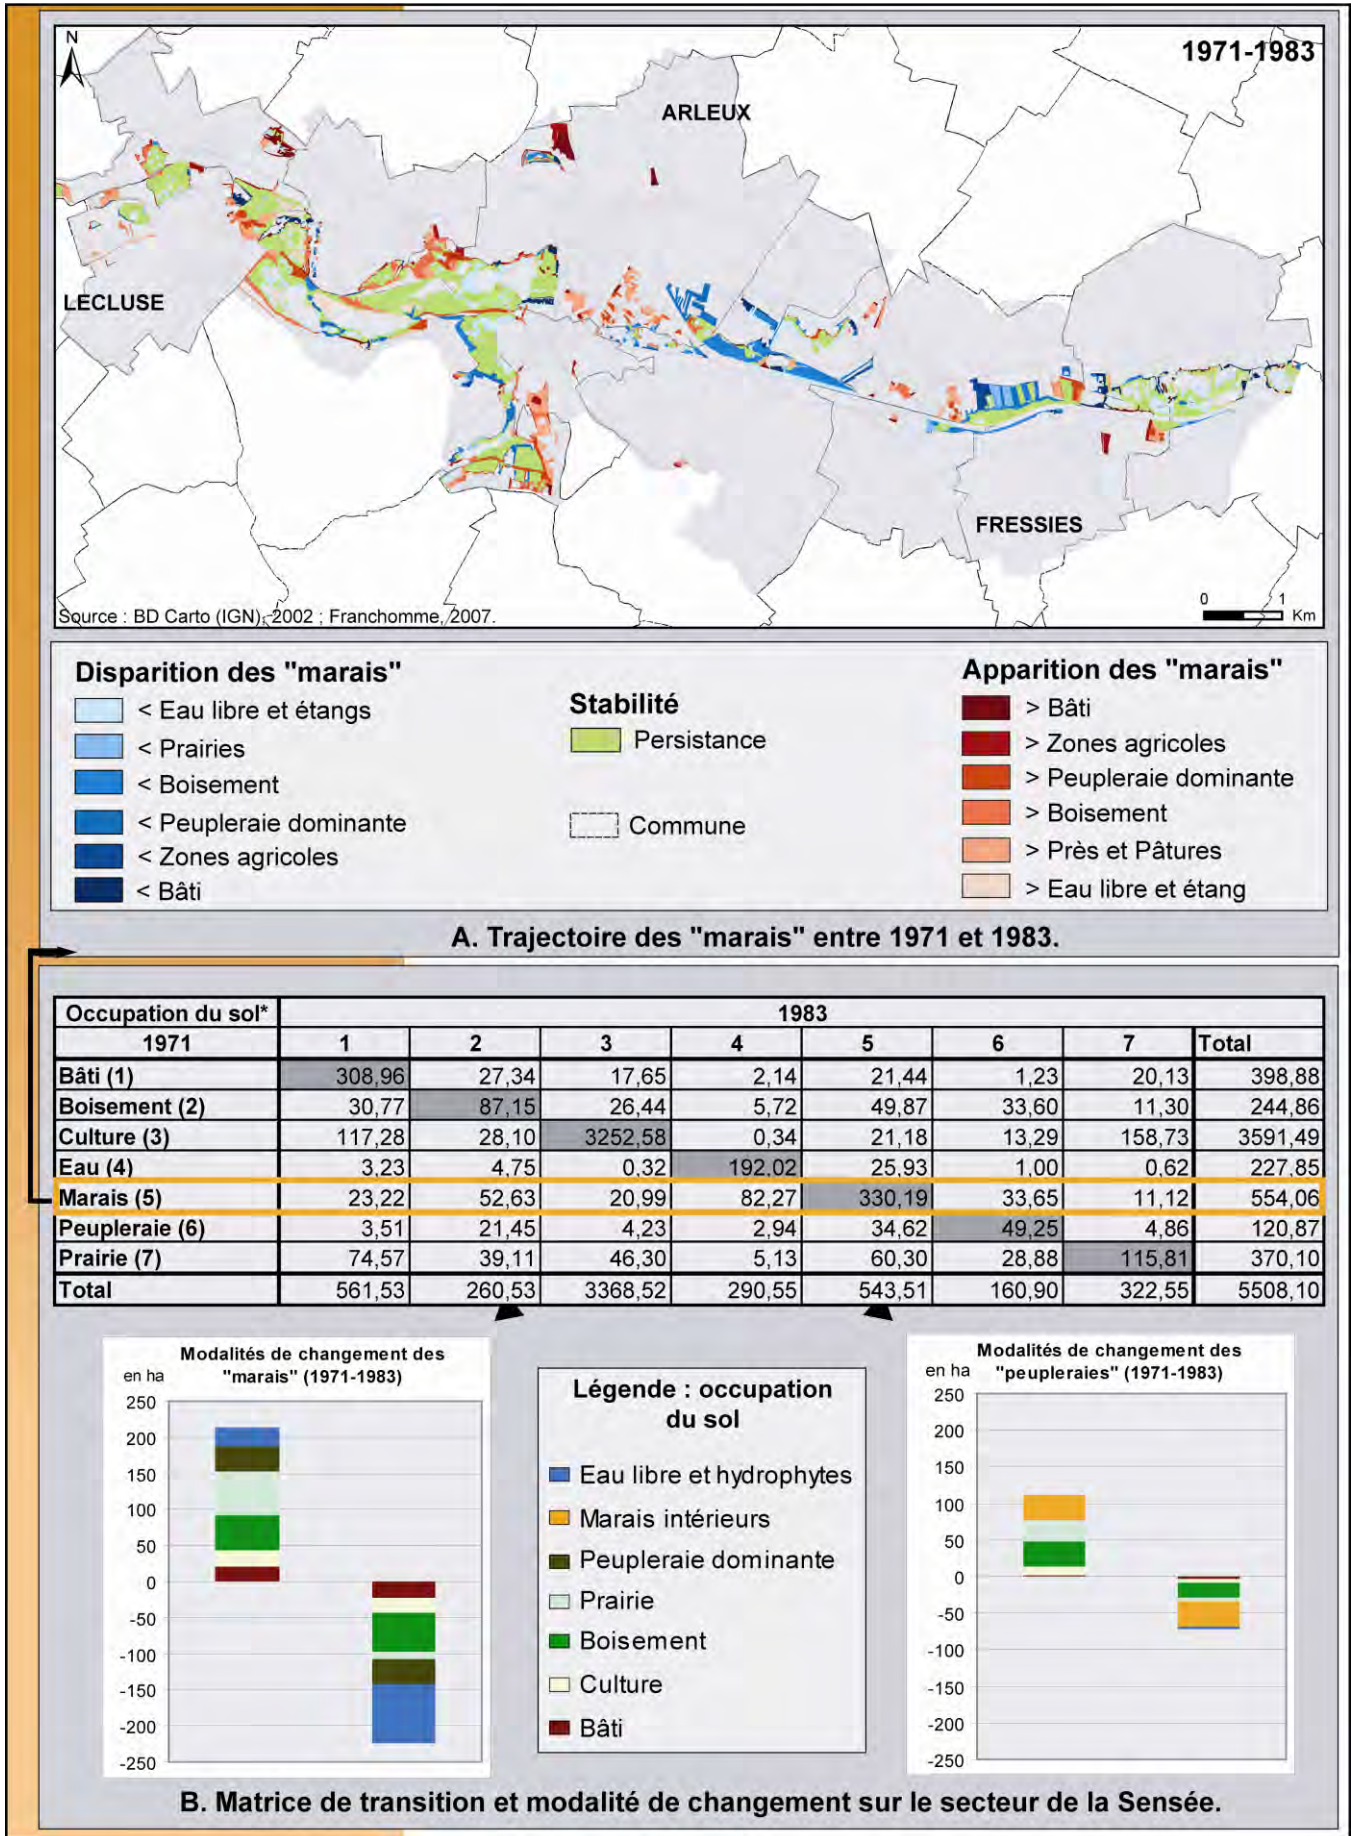 N
1971-1983
ARLEUX
LECLUSE
FRESSIES
0 1
Km
Source : BD Carto (IGN), 2002 ; Franchomme, 2007.
Disparition des "marais"
< Eau libre et étangs
< Prairies
< Boisement
< Peupleraie dominante
< Zones agricoles
< Bâti
Stabilité
Persistance
Commune
Apparition des "marais"
> Bâti
> Zones agricoles
> Peupleraie dominante
> Boisement
> Près et Pâtures
> Eau libre et étang
A. Trajectoire des "marais" entre 1971 et 1983.
Occupation du sol* 1983
1971 1 2 3 4 5 6 7 Total
Bâti (1) 308,96 27,34 17,65 2,14 21,44 1,23 20,13 398,88
Boisement (2) 30,77 87,15 26,44 5,72 49,87 33,60 11,30 244,86
Culture (3) 117,28 28,10 3252,58 0,34 21,18 13,29 158,73 3591,49
Eau (4) 3,23 4,75 0,32 192,02 25,93 1,00 0,62 227,85
Marais (5) 23,22 52,63 20,99 82,27 330,19 33,65 11,12 554,06
Peupleraie (6) 3,51 21,45 4,23 2,94 34,62 49,25 4,86 120,87
Prairie (7) 74,57 39,11 46,30 5,13 60,30 28,88 115,81 370,10
Total 561,53 260,53 3368,52 290,55 543,51 160,90 322,55 5508,10
Modalités de changement des
en ha "marais" (1971-1983)
250
200
150
100
50
0
-50
-100
-150
-200
-250
Légende : occupation
du sol
Eau libre et hydrophytes
Marais intérieurs
Peupleraie dominante
Prairie
Boisement
Culture
Bâti
Modalités de changement des
en ha "peupleraies" (1971-1983)
250
200
150
100
50
0
-50
-100
-150
-200
-250
B. Matrice de transition et modalité de changement sur le secteur de la Sensée.